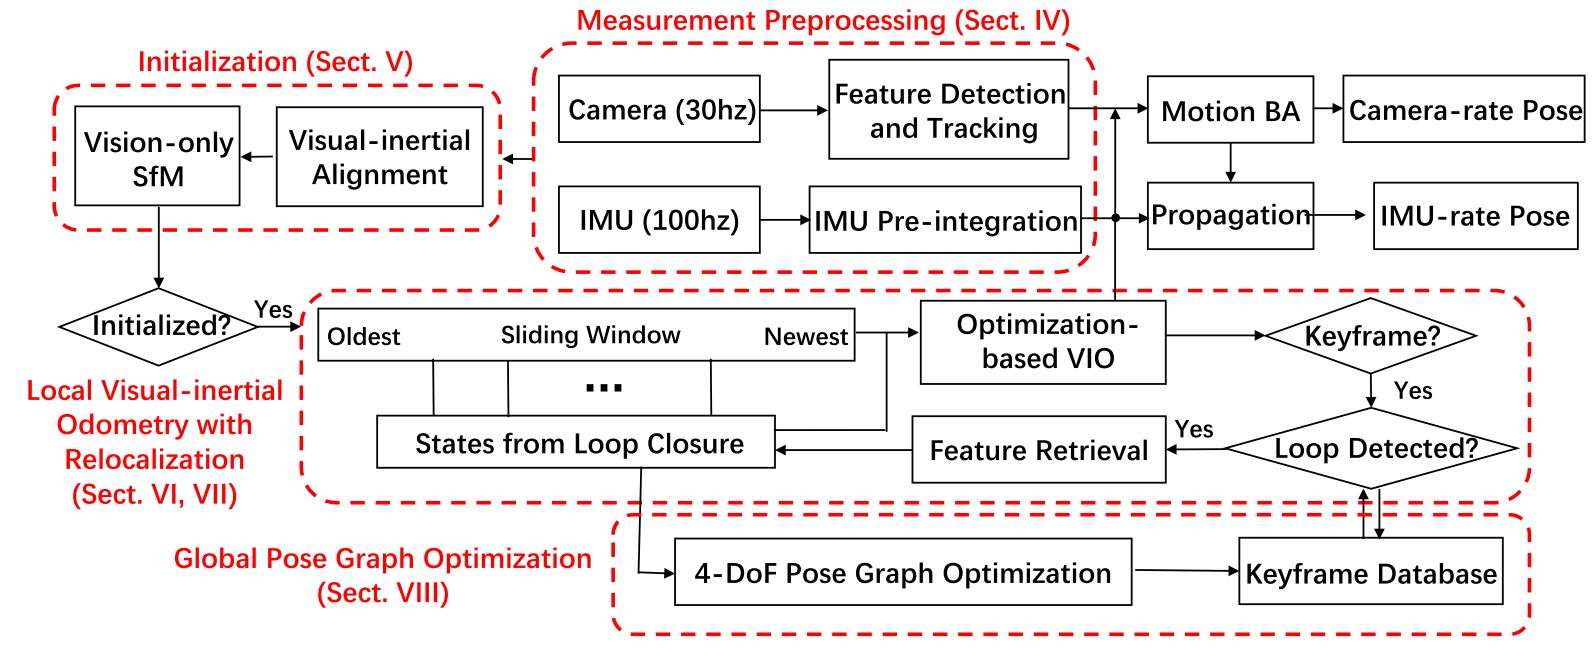 Measurement Preprocessing (Sect. IV)
Initialization (Sect. V)
Camera (30hz)
Feature Detection
and Tracking
Motion BA
Camera-rate Pose
Vision-only
SfM
Visual-inertial
Alignment
IMU (100hz)
IMU Pre-integration
Propagation
IMU-rate Pose
Initialized?
Yes
Oldest
Sliding Window
Newest
Optimization-
based VIO
Keyframe?
Yes
...
Local Visual-inertial
Odometry with
Relocalization
(Sect. VI, VII)
States from Loop Closure
Feature Retrieval
Yes
Loop Detected?
Global Pose Graph Optimization
(Sect. VIII)
4-DoF Pose Graph Optimization
Keyframe Database